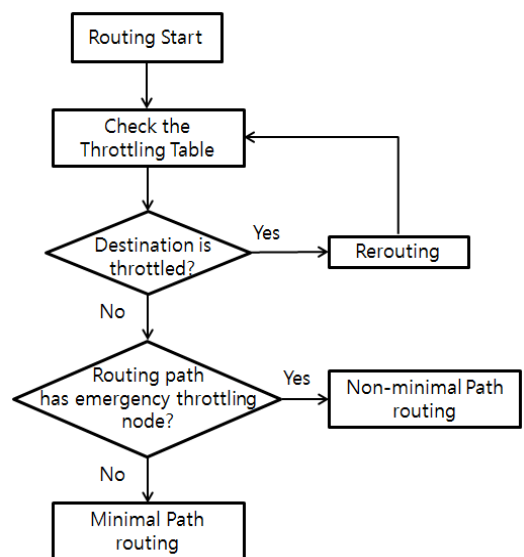 Routing Start
Check the
Throttling Table
Destination is
throttled?
Yes
Rerouting
No
Routing path
has emergency throttling
node?
Yes
Non-minimal Path
routing
No
Minimal Path
routing